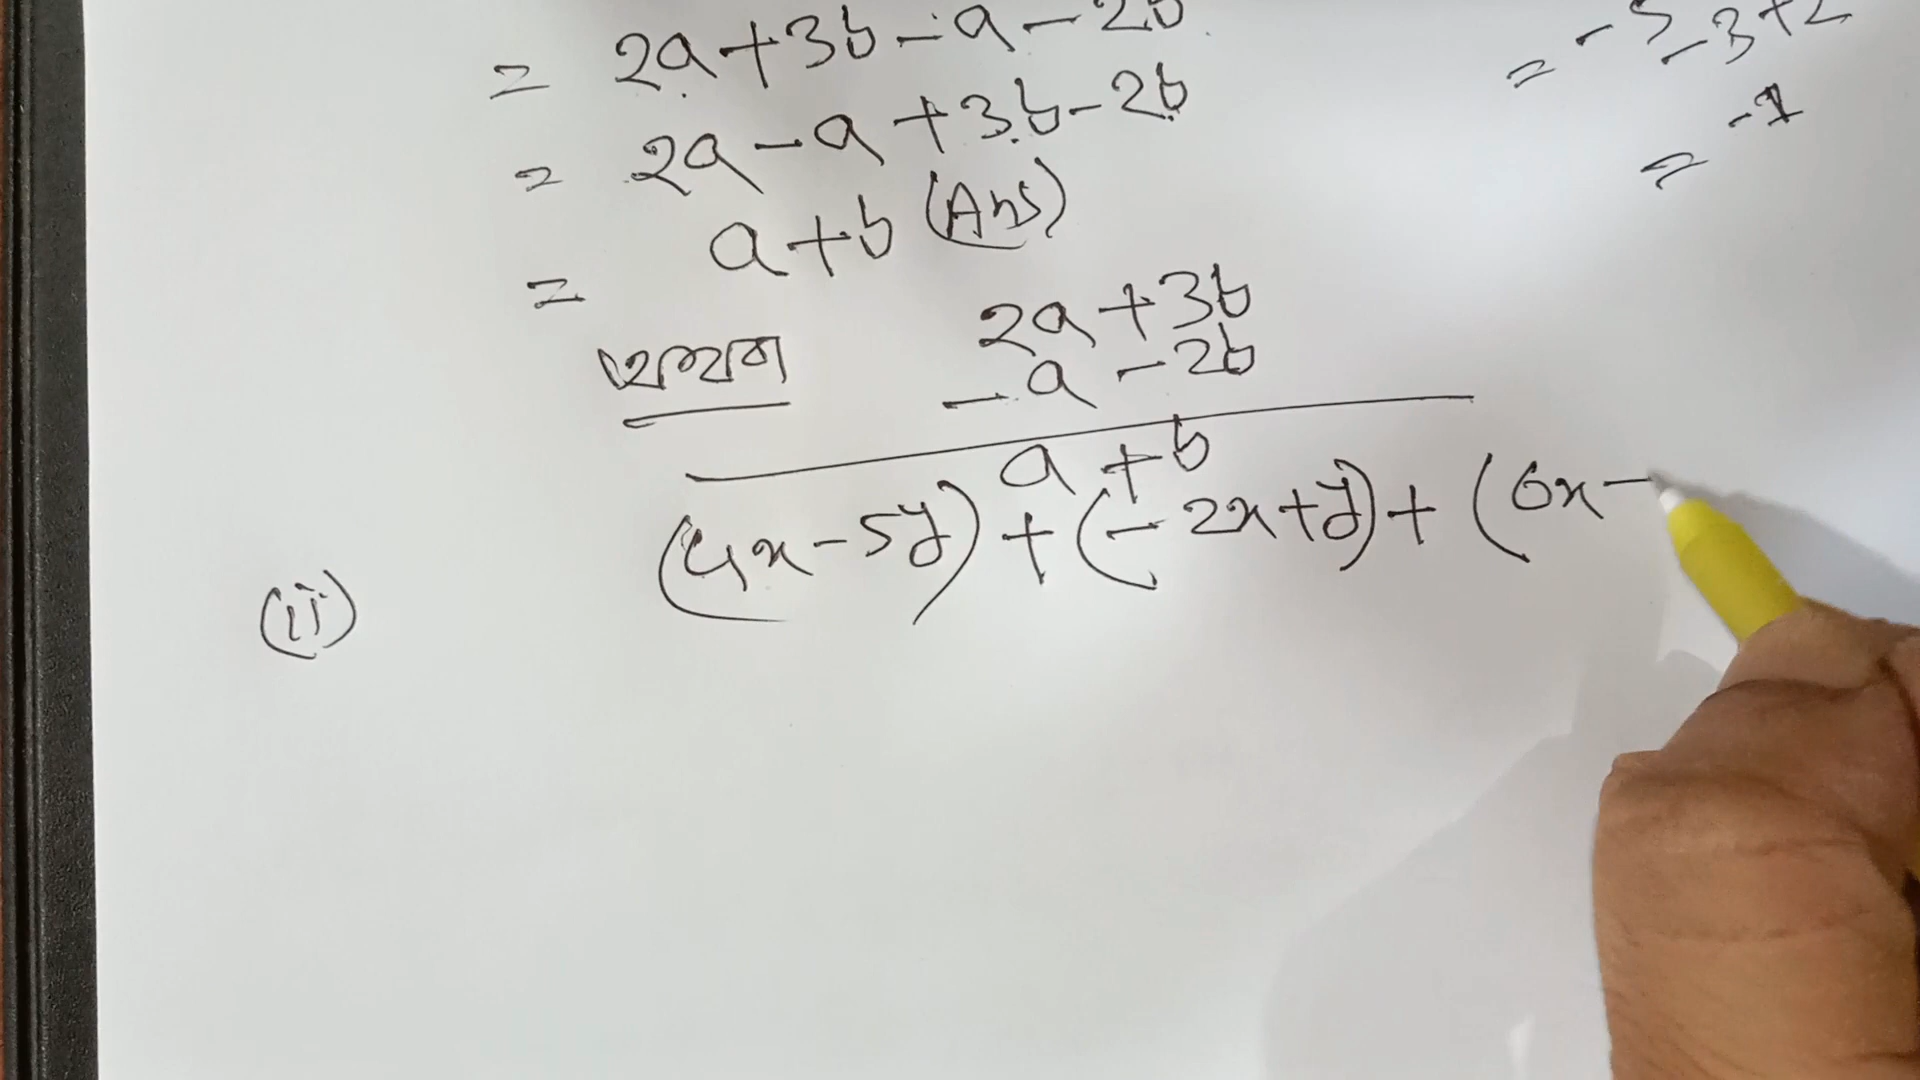 = 2a+3b-a-2b
= 2a-a+3b-2b
= a+b (Ans)
অথবা
2a+3b
-a-2b
a+b
(ii) (4x-5y)+(-2x+y)+(6x-
= -5-3+2
= -1